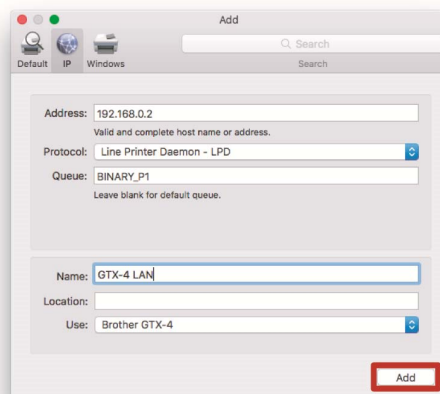 Add
Search
Default IP Windows Search
Address: 192.168.0.2
Valid and complete host name or address.
Protocol: Line Printer Daemon - LPD
Queue: BINARY_P1
Leave blank for default queue.
Name: GTX-4 LAN
Location:
Use: Brother GTX-4
Add